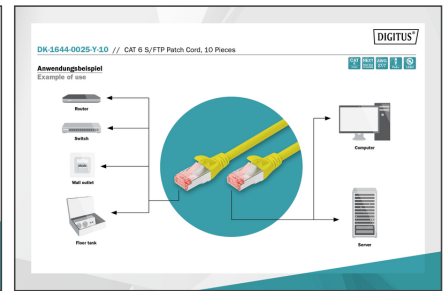 DIGITUS®
DK-1644-0025-Y-10 // CAT 6 S/FTP Patch Cord, 10 Pieces
Anwendungsbeispiel
Example of use
Router
Switch
Wall outlet
Floor tank
Computer
Server